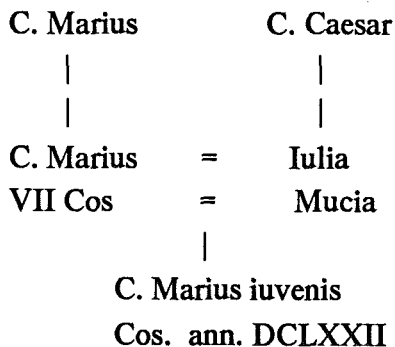 C. Marius C. Caesar
C. Marius = Iulia
VII Cos = Mucia
C. Marius iuvenis
Cos. ann. DCLXXII